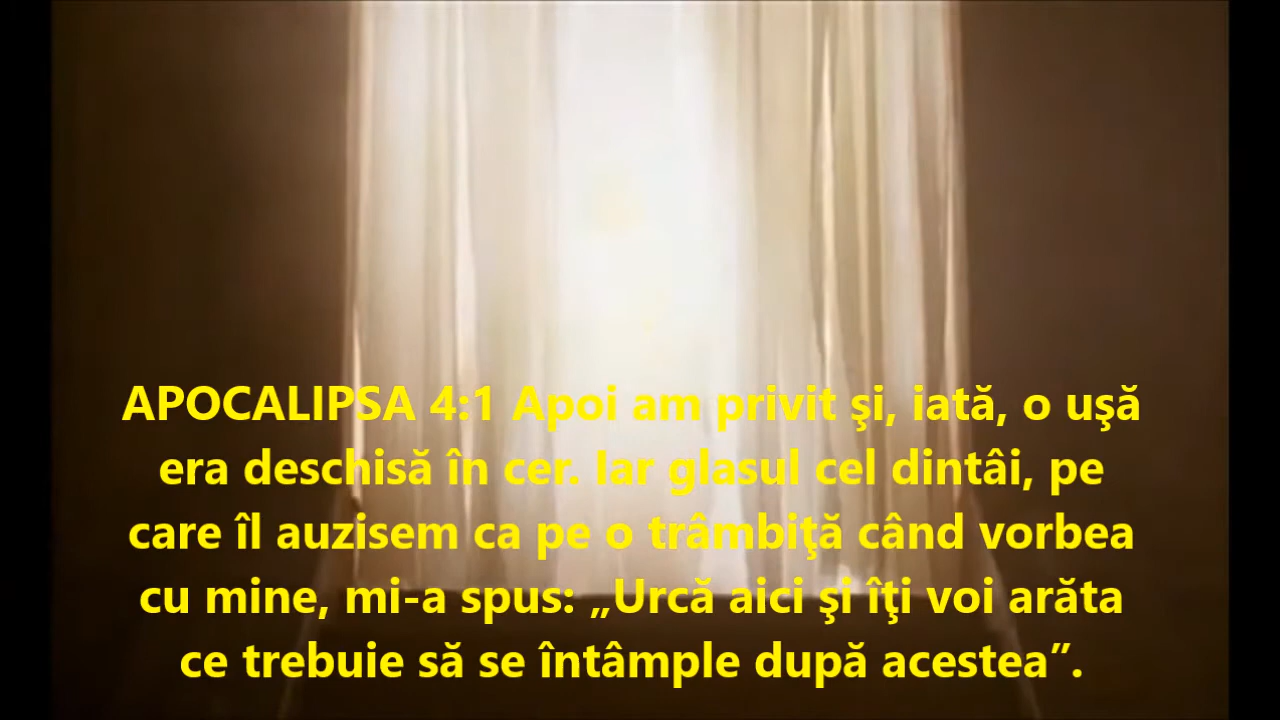 APOCALIPSA 4:1 Apoi am privit şi, iată, o uşă
era deschisă în cer. Iar glasul cel dintâi, pe
care îl auzisem ca pe o trâmbiţă când vorbea
cu mine, mi-a spus: „Urcă aici şi îţi voi arăta
ce trebuie să se întâmple după acestea”.